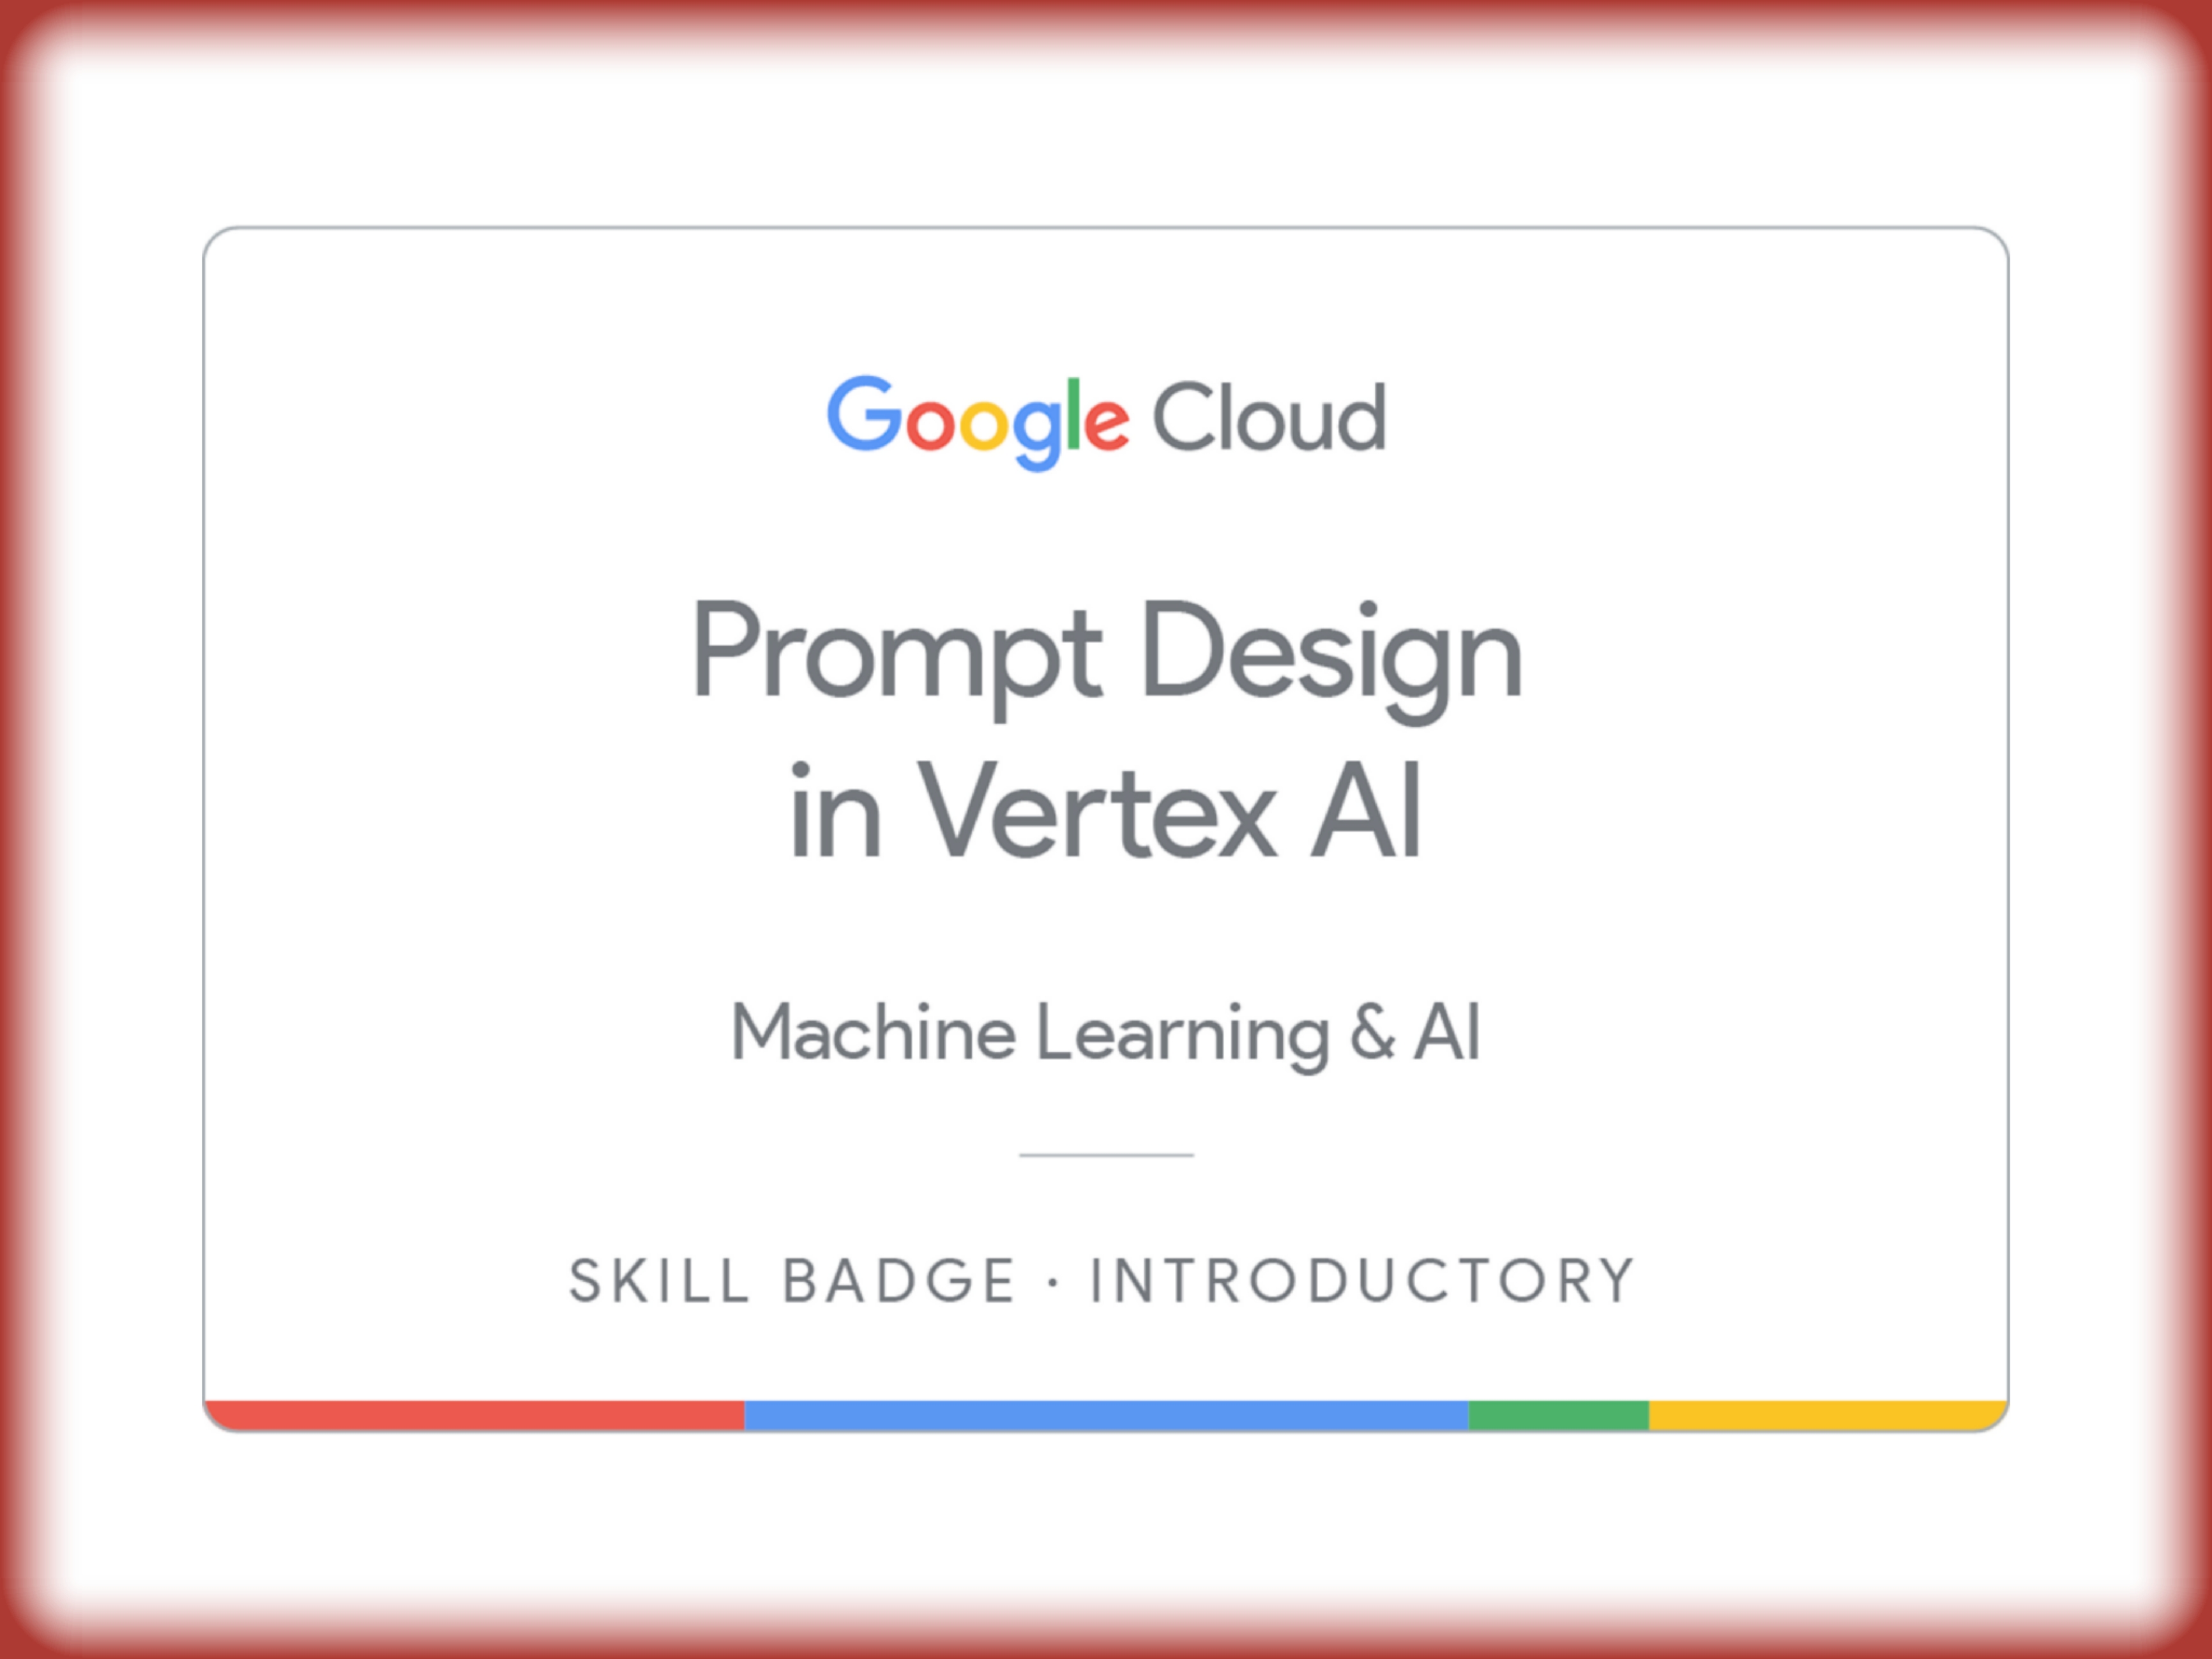 Google Cloud
Prompt Design
in Vertex AI
Machine Learning & AI
SKILL BADGE · INTRODUCTORY